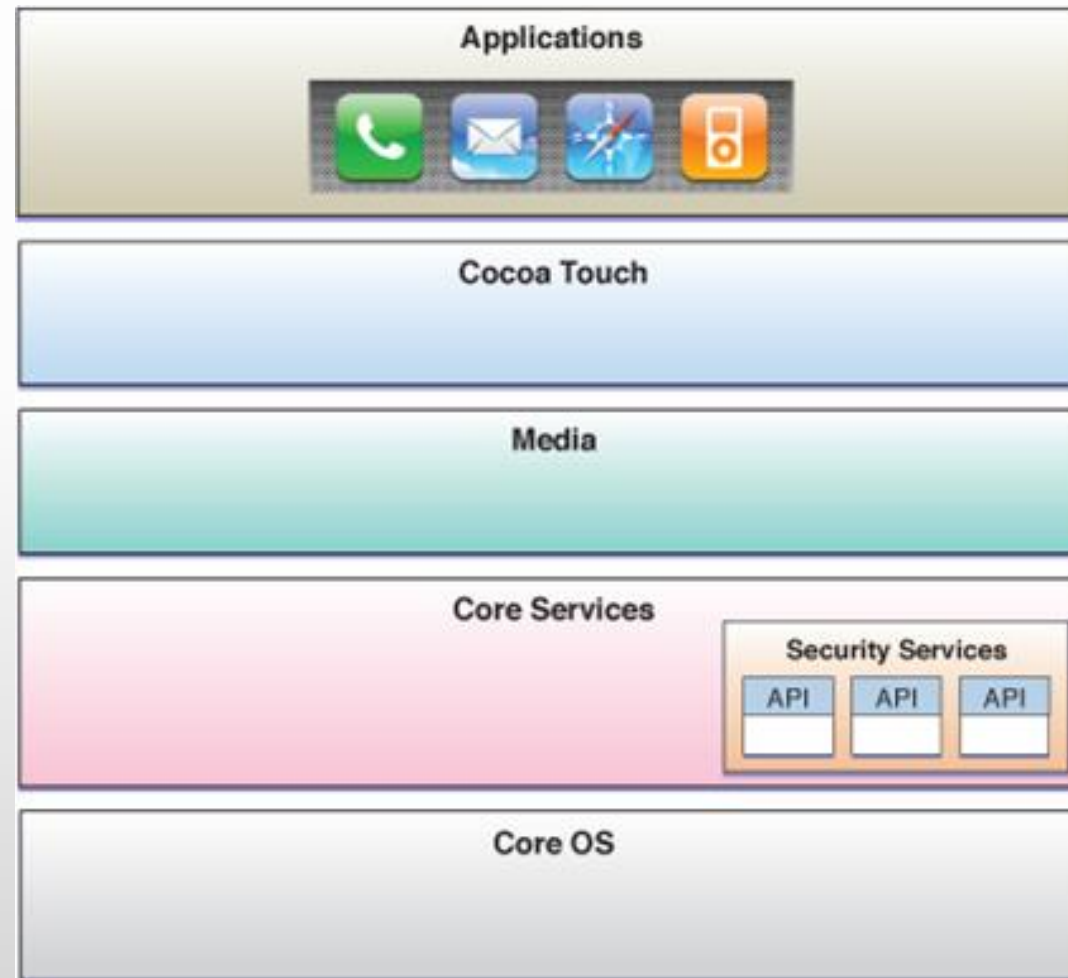 Applications
Cocoa Touch
Media
Core Services
Security Services
API API API
Core OS